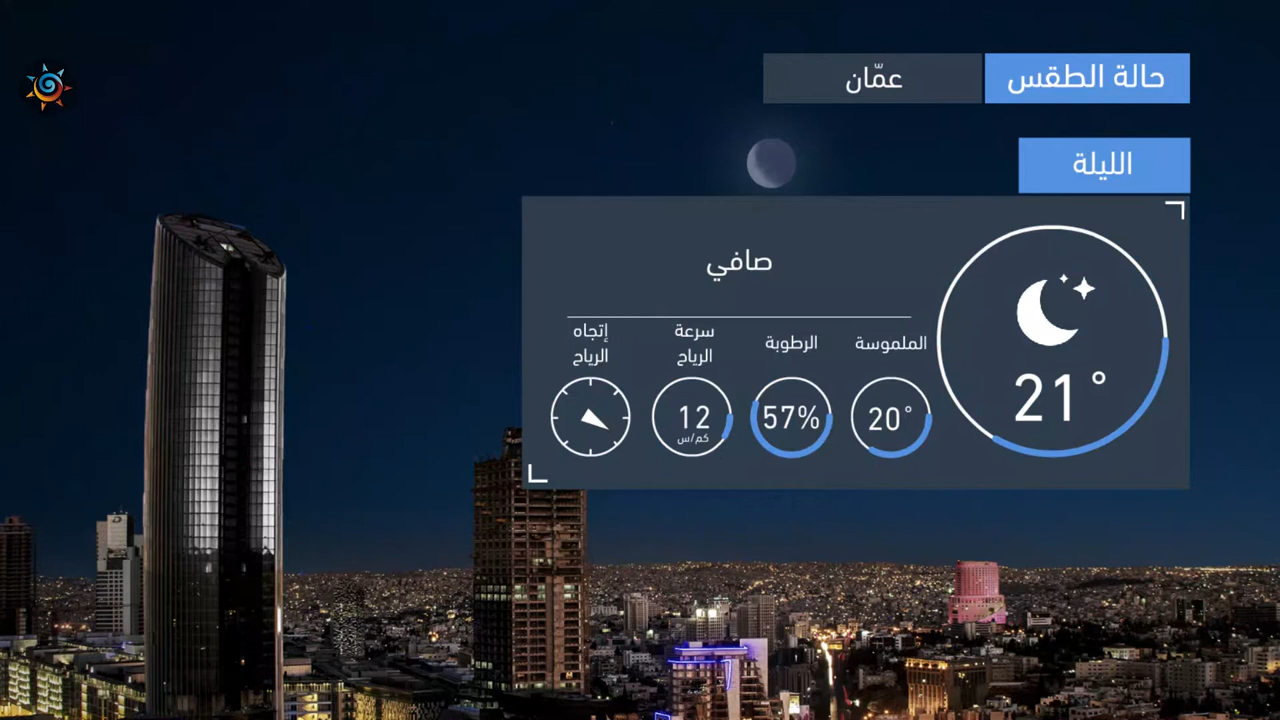 حالة الطقس
عمّان
الليلة
صافي
21°
الملموسة
20°
الرطوبة
57%
سرعة
الرياح
12
كم/س
إتجاه
الرياح